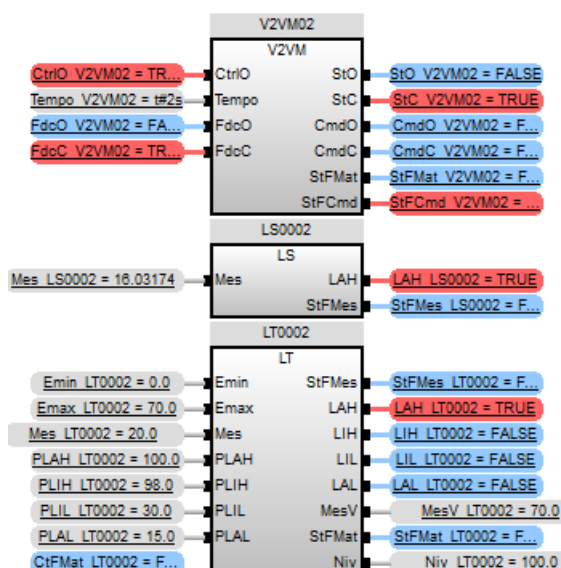 V2VM02
V2VM
CtrlO_V2VM02 = TR... CtrlO StO StO_V2VM02 = FALSE
Tempo_V2VM02 = t#2s Tempo StC StC_V2VM02 = TRUE
FdcO_V2VM02 = FA... FdcO CmdO CmdO_V2VM02 = F...
FdcC_V2VM02 = TR... FdcC CmdC CmdC_V2VM02 = F...
StFMat StFMat_V2VM02 = F...
StFCmd StFCmd_V2VM02 = ...
LS0002
LS
Mes_LS0002 = 16.03174 Mes LAH LAH_LS0002 = TRUE
StFMes StFMes_LS0002 = F...
LT0002
LT
Emin_LT0002 = 0.0 Emin StFMes StFMes_LT0002 = F...
Emax_LT0002 = 70.0 Emax LAH LAH_LT0002 = TRUE
Mes_LT0002 = 20.0 Mes LIH LIH_LT0002 = FALSE
PLAH_LT0002 = 100.0 PLAH LIL LIL_LT0002 = FALSE
PLIH_LT0002 = 98.0 PLIH LAL LAL_LT0002 = FALSE
PLIL_LT0002 = 30.0 PLIL MesV MesV_LT0002 = 70.0
PLAL_LT0002 = 15.0 PLAL StFMat StFMat_LT0002 = F...
CtFMat_LT0002 = F... Niv Niv_LT0002 = 100.0